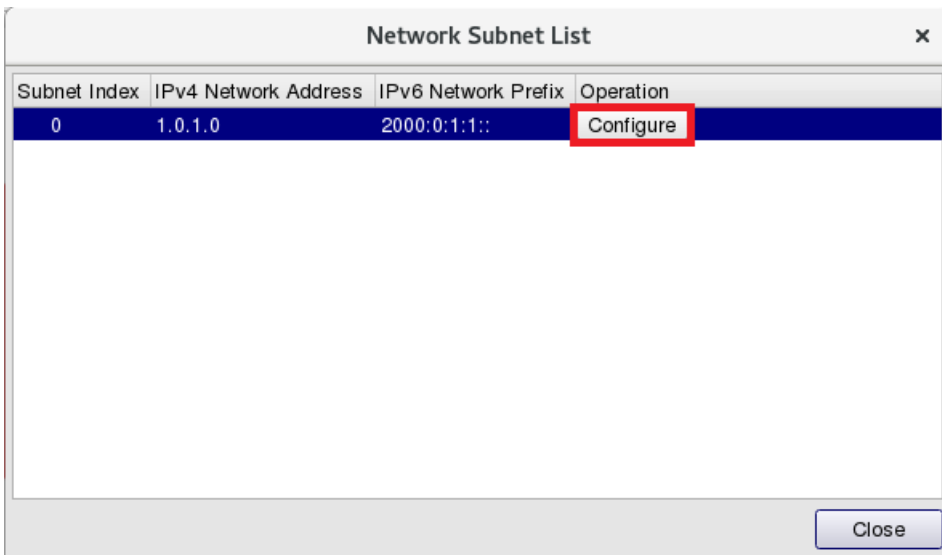 Network Subnet List
Subnet Index IPv4 Network Address IPv6 Network Prefix Operation
0 1.0.1.0 2000:0:1:1:: Configure
Close